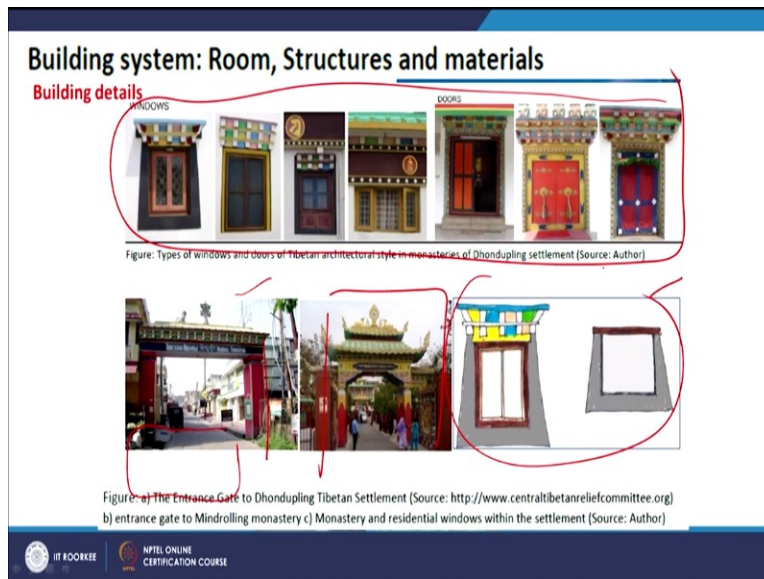 Building system: Room, Structures and materials
Building details
WINDOWS
DOORS
Figure: Types of windows and doors of Tibetan architectural style in monasteries of Dhondupling settlement (Source: Author)
Figure: a) The Entrance Gate to Dhondupling Tibetan Settlement (Source: http://www.centraltibetanreliefcommittee.org)
b) entrance gate to Mindrolling monastery c) Monastery and residential windows within the settlement (Source: Author)
IIT ROORKEE
NPTEL ONLINE
CERTIFICATION COURSE